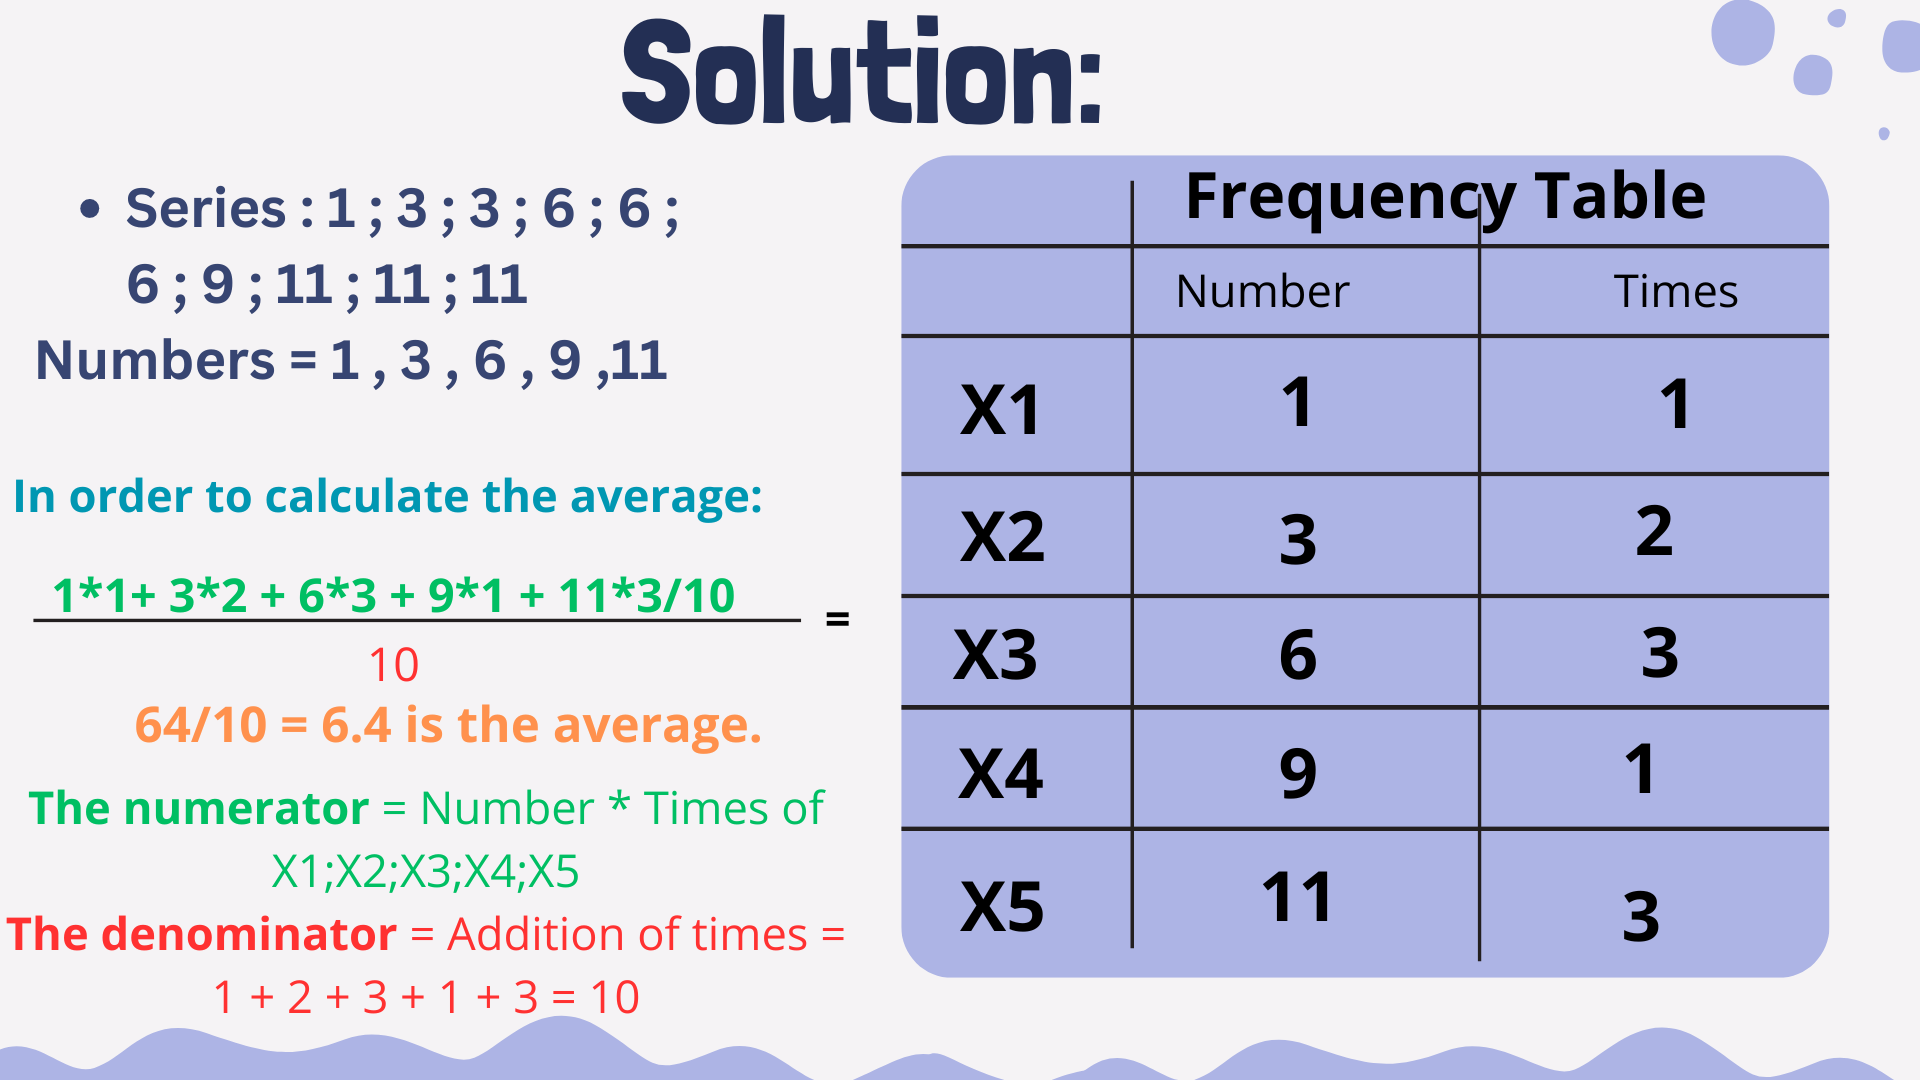 Solution:
• Series : 1 ; 3 ; 3 ; 6 ; 6 ;
6 ; 9 ; 11 ; 11 ; 11
Numbers = 1 , 3 , 6 , 9 ,11
In order to calculate the average:
1*1+ 3*2 + 6*3 + 9*1 + 11*3/10
=
10
64/10 = 6.4 is the average.
The numerator = Number * Times of
X1;X2;X3;X4;X5
The denominator = Addition of times =
1 + 2 + 3 + 1 + 3 = 10
Frequency Table
Number Times
X1 1 1
X2 3 2
X3 6 3
X4 9 1
X5 11 3